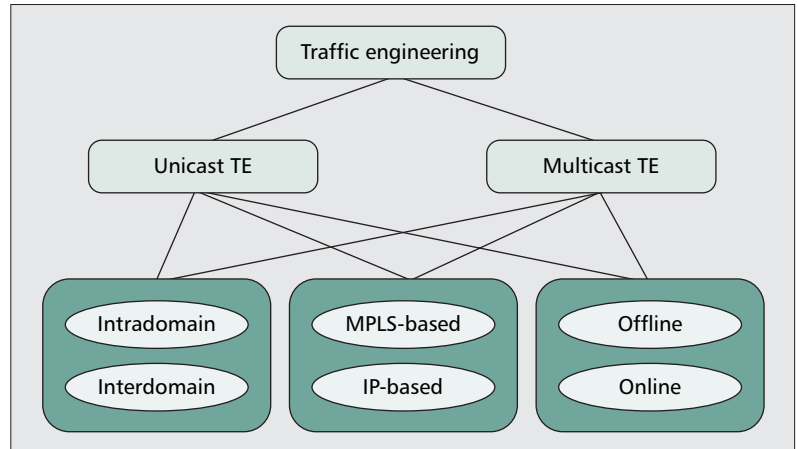 Traffic engineering
Unicast TE
Multicast TE
Intradomain
Interdomain
MPLS-based
IP-based
Offline
Online